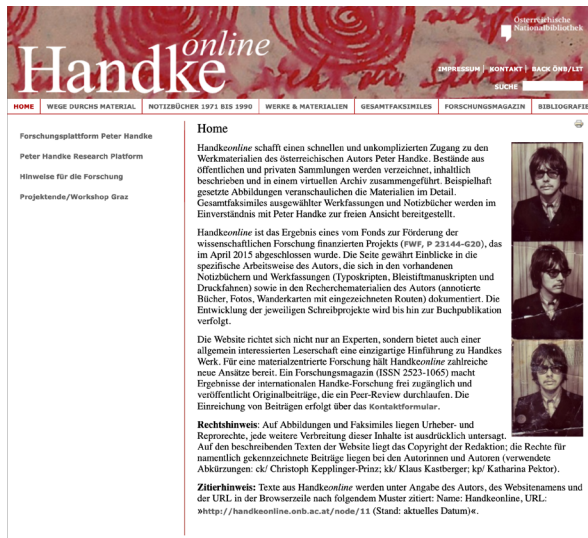 Österreichische
Nationalbibliothek
Handke online
IMPRESSUM | KONTAKT | BACK ÖNB/LIT
SUCHE
HOME | WEGE DURCHS MATERIAL | NOTIZBÜCHER 1971 BIS 1990 | WERKE & MATERIALIEN | GESAMTFAKSIMILES | FORSCHUNGSMAGAZIN | BIBLIOGRAFIE
Forschungsplattform Peter Handke
Peter Handke Research Platform
Hinweise für die Forschung
Projektende/Workshop Graz
Home
Handkeonline schafft einen schnellen und unkomplizierten Zugang zu den
Werkmaterialien des österreichischen Autors Peter Handke. Bestände aus
öffentlichen und privaten Sammlungen werden verzeichnet, inhaltlich
beschrieben und in einem virtuellen Archiv zusammengeführt. Beispielhaft
gesetzte Abbildungen veranschaulichen die Materialien im Detail.
Gesamtfaksimiles ausgewählter Werkfassungen und Notizbücher werden im
Einverständnis mit Peter Handke zur freien Ansicht bereitgestellt.
Handkeonline ist das Ergebnis eines vom Fonds zur Förderung der
wissenschaftlichen Forschung finanzierten Projekts (FWF, P 23144-G20), das
im April 2015 abgeschlossen wurde. Die Seite gewährt Einblicke in die
spezifische Arbeitsweise des Autors, die sich in den vorhandenen
Notizbüchern und Werkfassungen (Typoskripten, Bleistiftmanuskripten und
Druckfahnen) sowie in den Recherchematerialien des Autors (annotierte
Bücher, Fotos, Wanderkarten mit eingezeichneten Routen) dokumentiert. Die
Entwicklung der jeweiligen Schreibprojekte wird bis hin zur Buchpublikation
verfolgt.
Die Website richtet sich nicht nur an Experten, sondern bietet auch einer
allgemein interessierten Leserschaft eine einzigartige Hinführung zu Handkes
Werk. Für eine materialzentrierte Forschung hält Handkeonline zahlreiche
neue Ansätze bereit. Ein Forschungsmagazin (ISSN 2523-1065) macht
Ergebnisse der internationalen Handke-Forschung frei zugänglich und
veröffentlicht Originalbeiträge, die ein Peer-Review durchlaufen. Die
Einreichung von Beiträgen erfolgt über das Kontaktformular.
Rechtshinweis: Auf Abbildungen und Faksimiles liegen Urheber- und
Reprorechte, jede weitere Verbreitung dieser Inhalte ist ausdrücklich untersagt.
Auf den beschreibenden Texten der Website liegt das Copyright der Redaktion; die Rechte für
namentlich gekennzeichnete Beiträge liegen bei den Autorinnen und Autoren (verwendete
Abkürzungen: ck/ Christoph Kepplinger-Prinz; kk/ Klaus Kastberger; kp/ Katharina Pektor).
Zitierhinweis: Texte aus Handkeonline werden unter Angabe des Autors, des Websitenamens und
der URL in der Browserzeile nach folgendem Muster zitiert: Name: Handkeonline, URL:
»http://handkeonline.onb.ac.at/node/11 (Stand: aktuelles Datum)«.